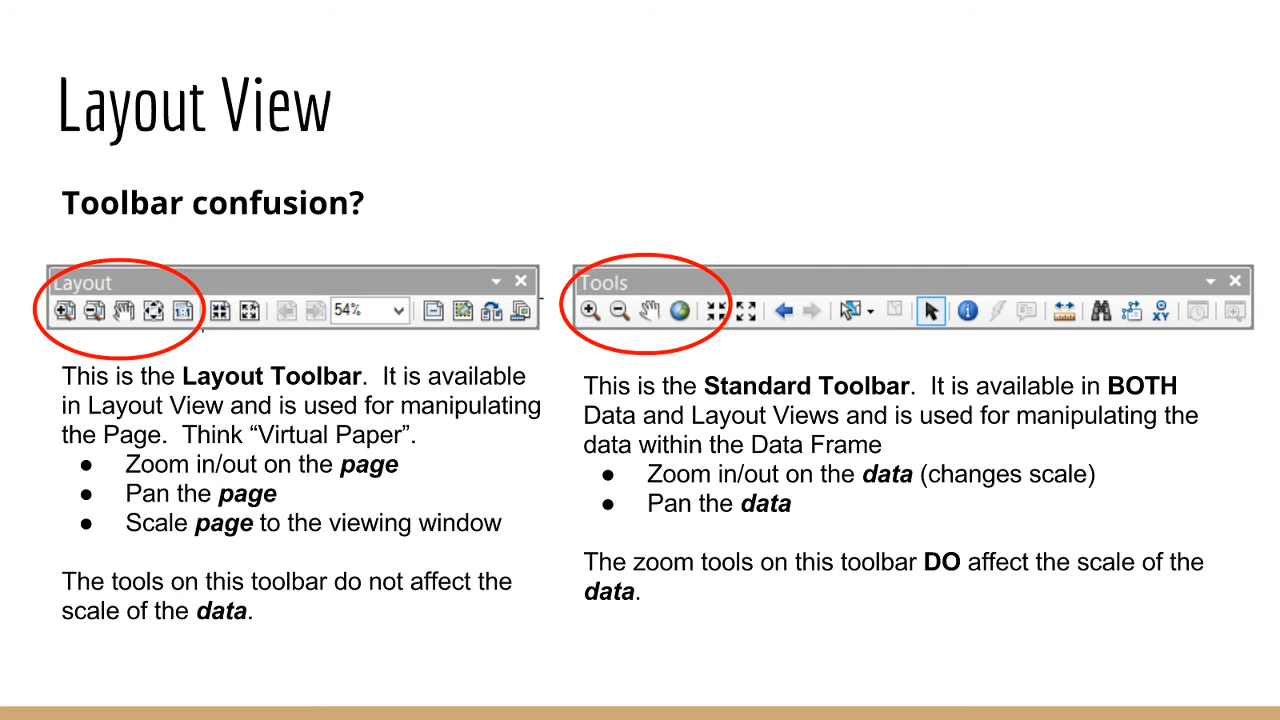 Layout View
Toolbar confusion?
Layout
1:1
54%
This is the Layout Toolbar.  It is available
in Layout View and is used for manipulating
the Page.  Think “Virtual Paper”.
● Zoom in/out on the page
● Pan the page
● Scale page to the viewing window
The tools on this toolbar do not affect the
scale of the data.
Tools
XY
This is the Standard Toolbar.  It is available in BOTH
Data and Layout Views and is used for manipulating the
data within the Data Frame
● Zoom in/out on the data (changes scale)
● Pan the data
The zoom tools on this toolbar DO affect the scale of the
data.